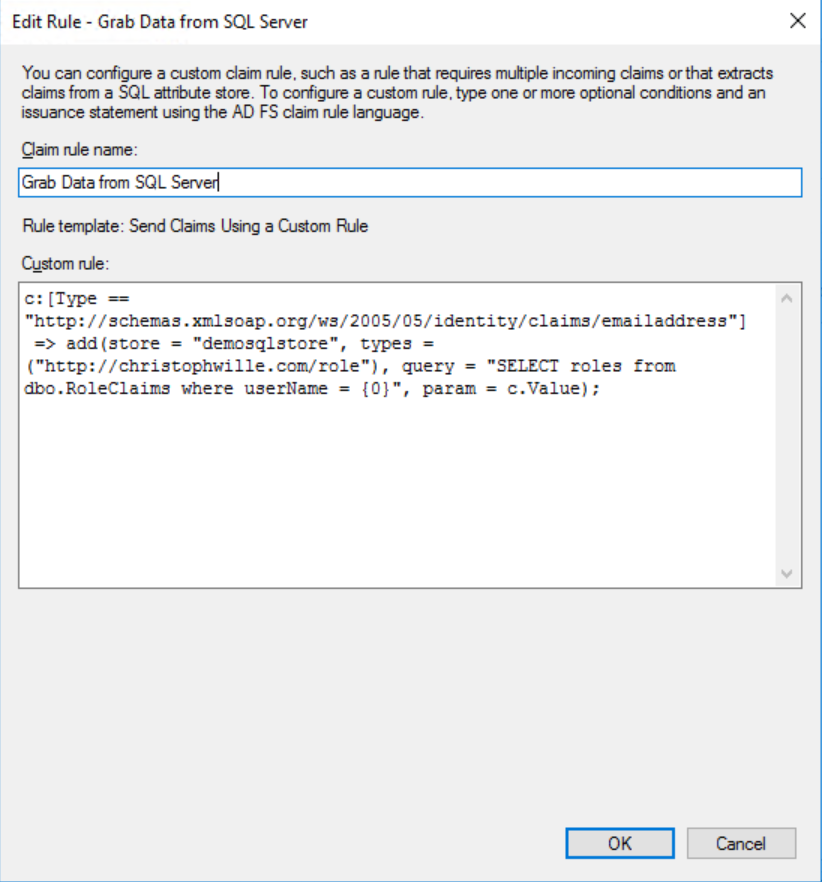 Edit Rule - Grab Data from SQL Server
You can configure a custom claim rule, such as a rule that requires multiple incoming claims or that extracts
claims from a SQL attribute store. To configure a custom rule, type one or more optional conditions and an
issuance statement using the AD FS claim rule language.
Claim rule name:
Grab Data from SQL Server
Rule template: Send Claims Using a Custom Rule
Custom rule:
c:[Type ==
"http://schemas.xmlsoap.org/ws/2005/05/identity/claims/emailaddress"]
 => add(store = "demosqlstore", types =
("http://christophwille.com/role"), query = "SELECT roles from
dbo.RoleClaims where userName = {0}", param = c.Value);
OK
Cancel